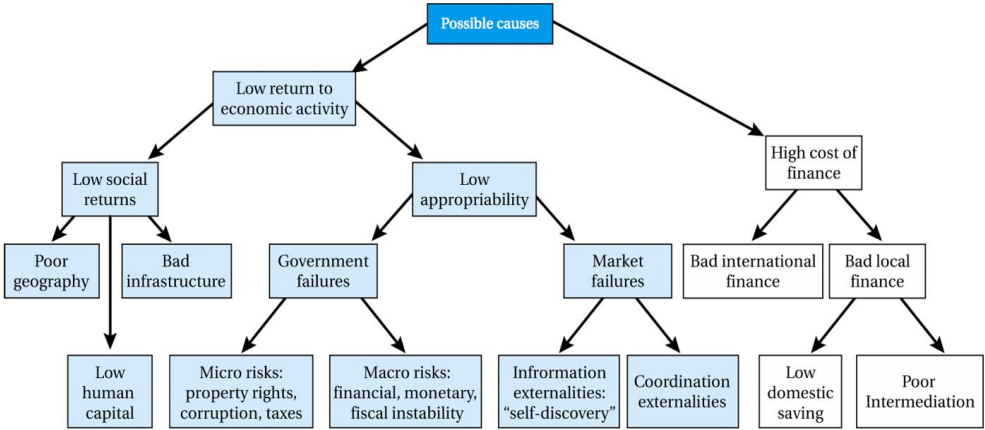 Possible causes
Low return to
economic activity
High cost of
finance
Low social
returns
Low
appropriability
Poor
geography
Bad
infrastructure
Government
failures
Market
failures
Bad international
finance
Bad local
finance
Low
human
capital
Micro risks:
property rights,
corruption, taxes
Macro risks:
financial, monetary,
fiscal instability
Infrormation
externalities:
“self-discovery”
Coordination
externalities
Low
domestic
saving
Poor
Intermediation